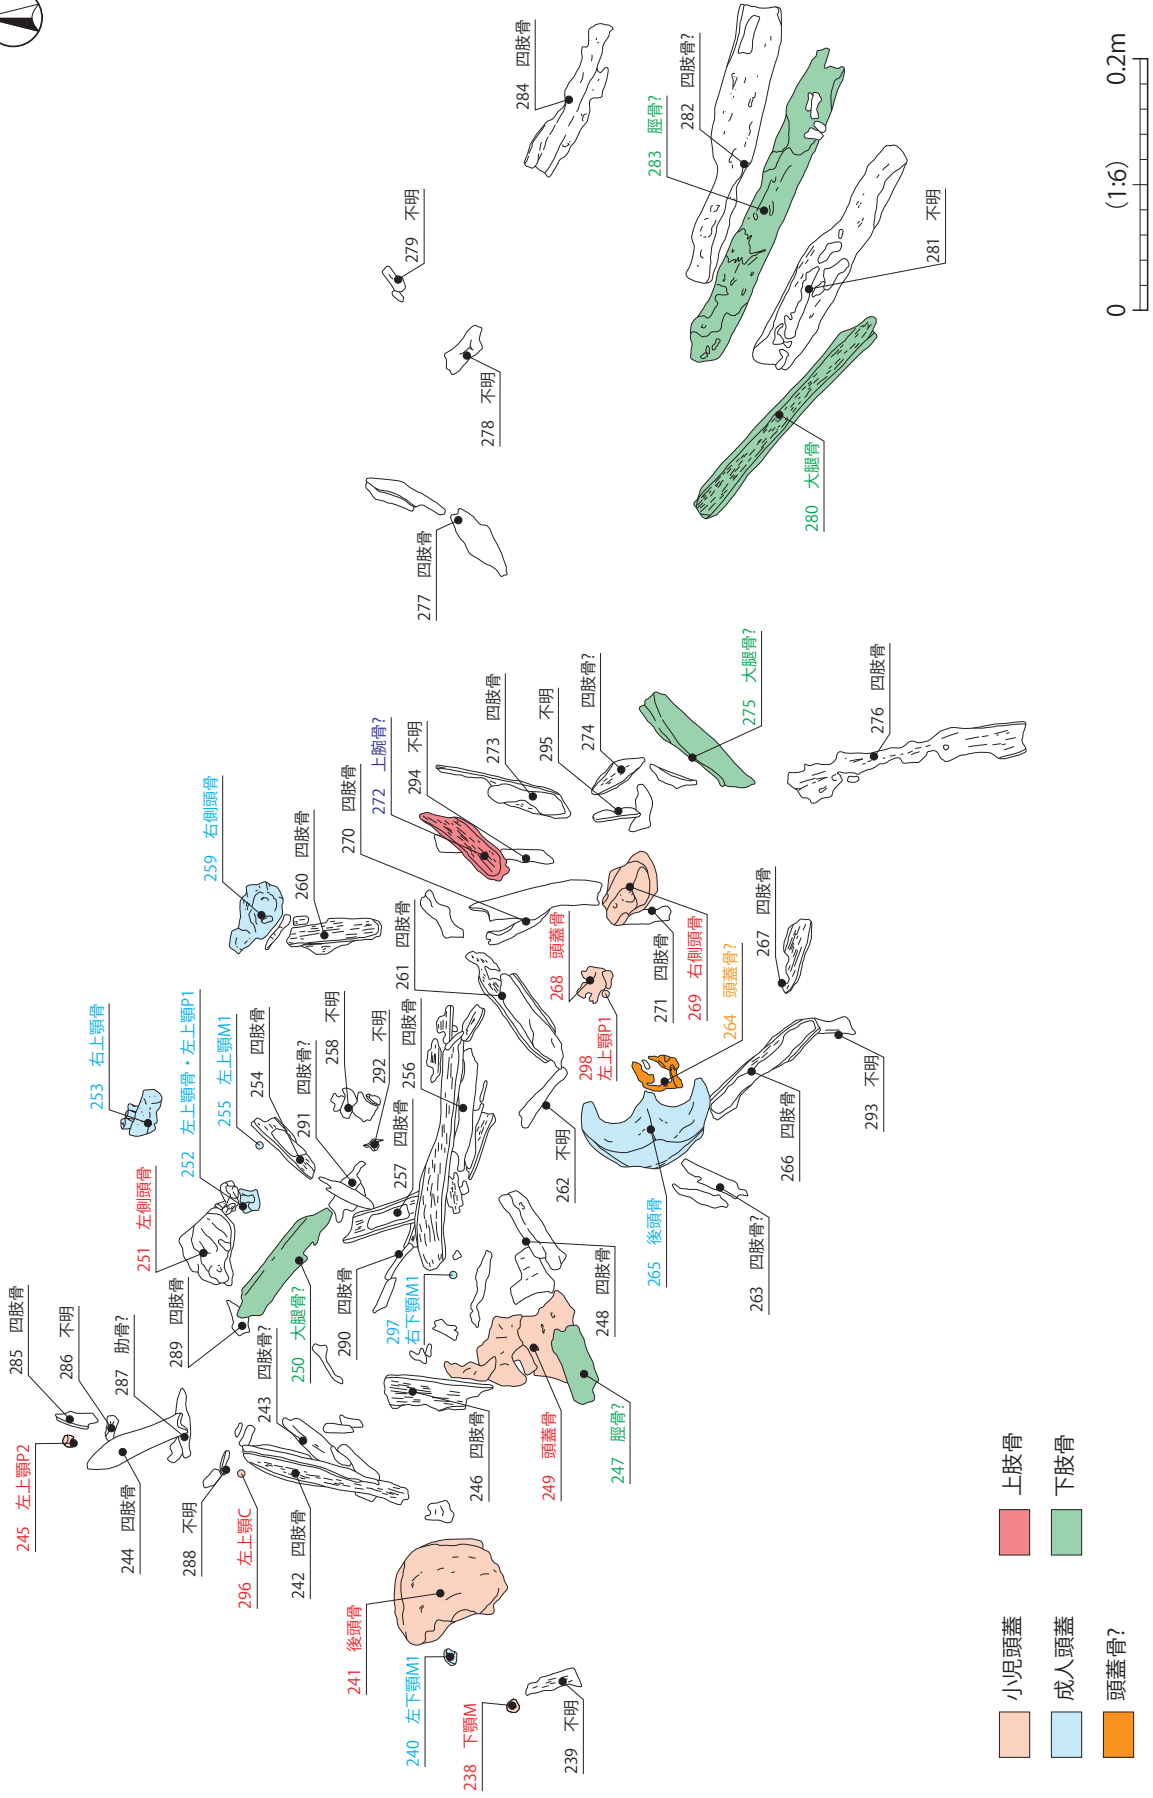 245 左上顎P2
285 四肢骨
286 不明
287 肋骨?
244 四肢骨
288 不明
289 四肢骨
251 左側頭骨
252 左上顎骨・左上顎P1
253 右上顎骨
255 左上顎M1
259 右側頭骨
254 四肢骨
291 四肢骨?
260 四肢骨
258 不明
292 不明
296 左上顎C
243 四肢骨?
250 大腿骨?
242 四肢骨
290 四肢骨
257 四肢骨
256 四肢骨
261 四肢骨
270 四肢骨
272 上腕骨?
294 不明
241 後頭骨
297
右下顎M1
240 左下顎M1
238 下顎M
239 不明
246 四肢骨
249 頭蓋骨
247 脛骨?
248 四肢骨
262 不明
268 頭蓋骨
298
左上顎P1
273 四肢骨
295 不明
274 四肢骨?
271 四肢骨
269 右側頭骨
264 頭蓋骨?
265 後頭骨
263 四肢骨?
266 四肢骨
293 不明
267 四肢骨
275 大腿骨?
276 四肢骨
277 四肢骨
278 不明
279 不明
284 四肢骨
283 脛骨?
282 四肢骨?
281 不明
280 大腿骨
小児頭蓋
成人頭蓋
頭蓋骨?
上肢骨
下肢骨
0 (1:6) 0.2m